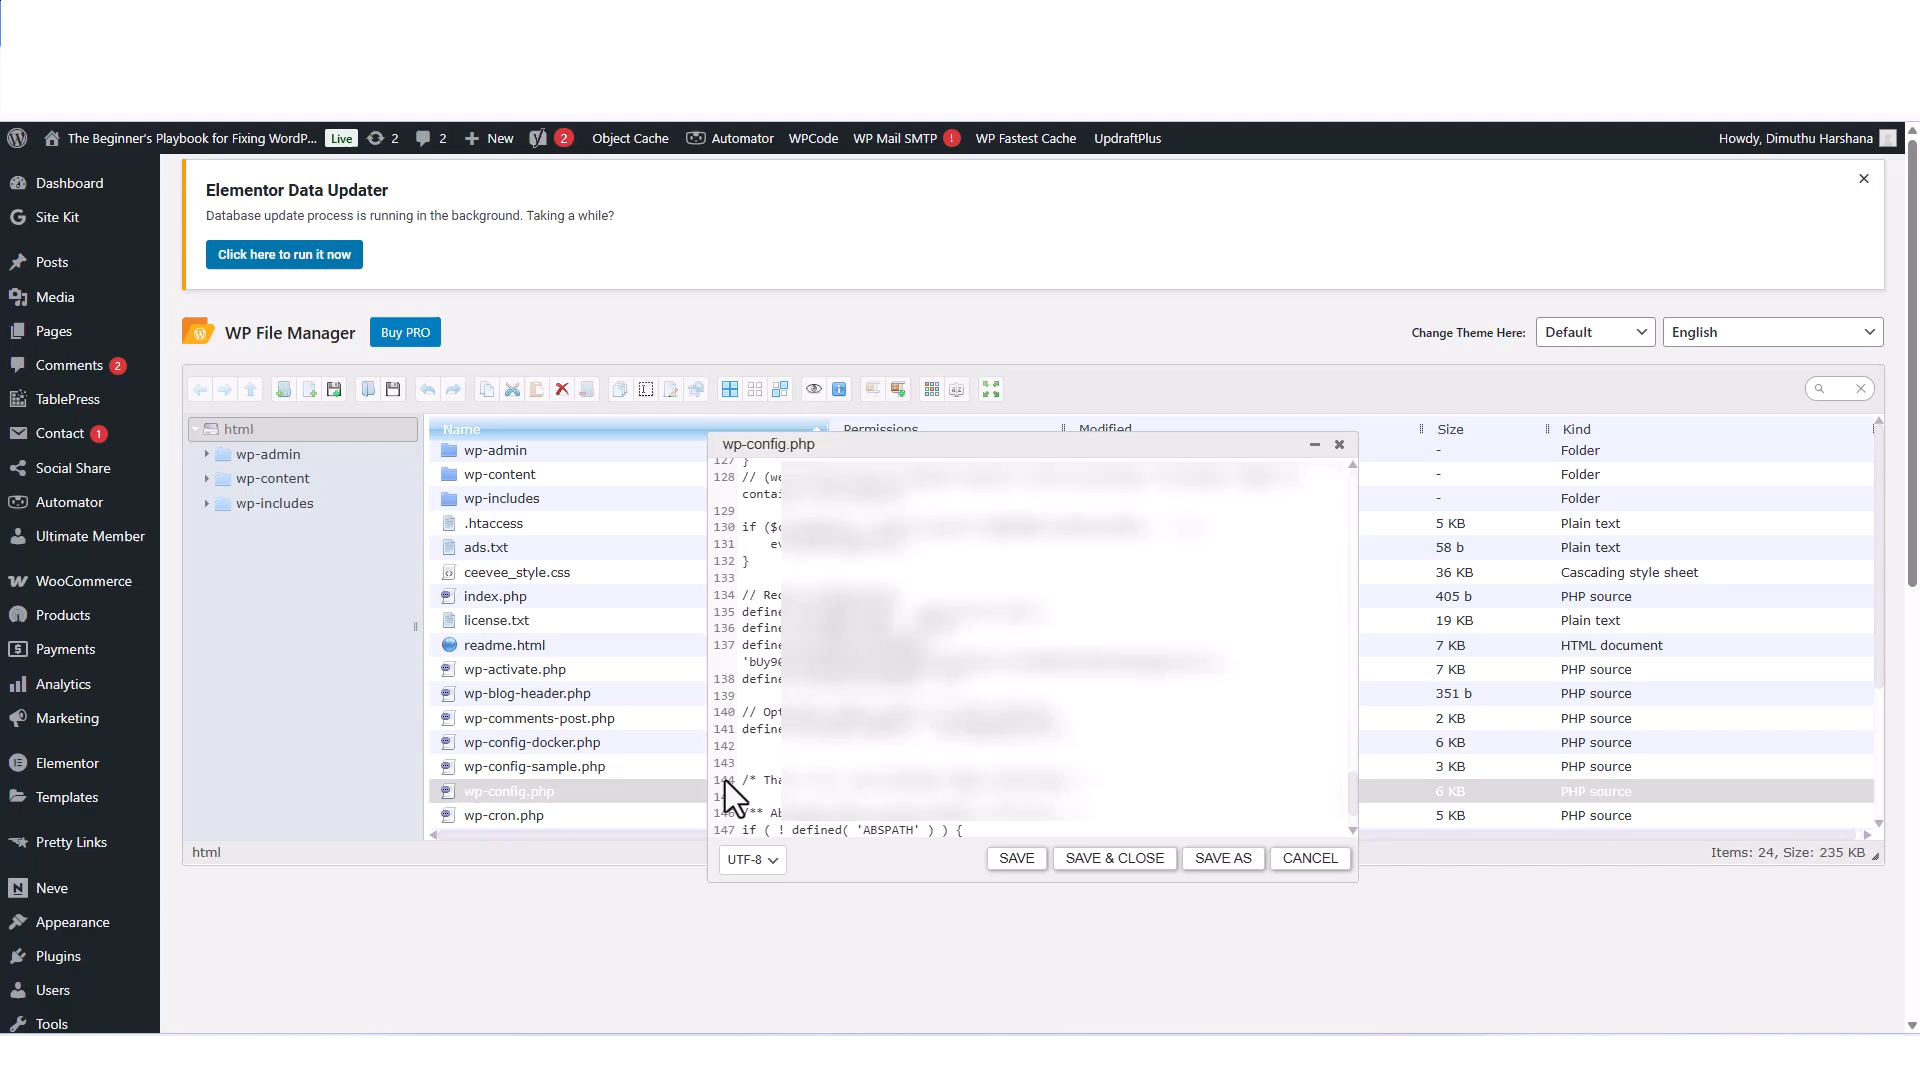 The Beginner's Playbook for Fixing WordP... Live 2 2 New 2 Object Cache Automator WPCode WP Mail SMTP ! WP Fastest Cache UpdraftPlus Howdy, Dimuthu Harshana
Dashboard
Site Kit
Posts
Media
Pages
Comments 2
TablePress
Contact 1
Social Share
Automator
Ultimate Member
WooCommerce
Products
Payments
Analytics
Marketing
Elementor
Templates
Pretty Links
Neve
Appearance
Plugins
Users
Tools
Elementor Data Updater
Database update process is running in the background. Taking a while?
Click here to run it now
WP File Manager Buy PRO Change Theme Here: Default English
html
wp-admin
wp-content
wp-includes
Name Permissions Modified Size Kind
wp-admin - Folder
wp-content - Folder
wp-includes - Folder
.htaccess 5 KB Plain text
ads.txt 58 b Plain text
ceevee_style.css 36 KB Cascading style sheet
index.php 405 b PHP source
license.txt 19 KB Plain text
readme.html 7 KB HTML document
wp-activate.php 7 KB PHP source
wp-blog-header.php 351 b PHP source
wp-comments-post.php 2 KB PHP source
wp-config-docker.php 6 KB PHP source
wp-config-sample.php 3 KB PHP source
wp-config.php 6 KB PHP source
wp-cron.php 5 KB PHP source
wp-config.php
127 }
128 // (we
contai
129
130 if ($
131 ev
132 }
133
134 // Red
135 define
136 define
137 define
'bUy90
138 define
139
140 // Opt
141 define
142
143
144 /* Tha
146 /** Ab
147 if ( ! defined( 'ABSPATH' ) ) {
UTF-8 SAVE SAVE & CLOSE SAVE AS CANCEL
html Items: 24, Size: 235 KB